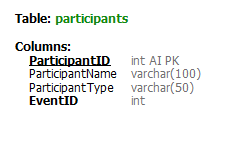 Table: participants
Columns:
ParticipantID int AI PK
ParticipantName varchar(100)
ParticipantType varchar(50)
EventID int